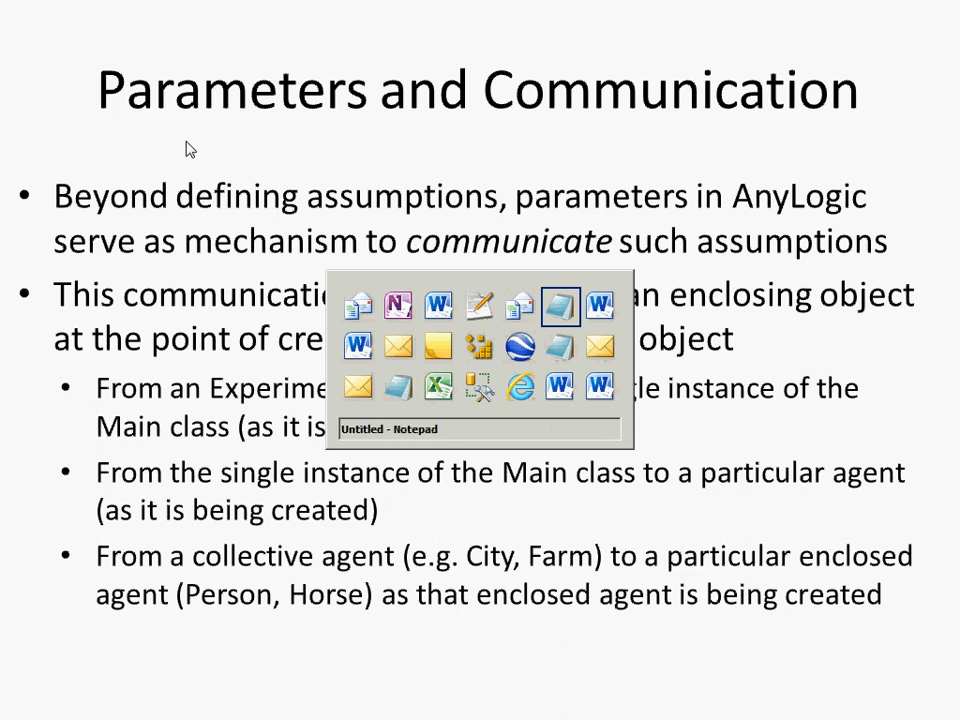 Parameters and Communication
• Beyond defining assumptions, parameters in AnyLogic
serve as mechanism to communicate such assumptions
• This communicati an enclosing object
at the point of cre object
• From an Experime gle instance of the
Main class (as it is
Untitled - Notepad
• From the single instance of the Main class to a particular agent
(as it is being created)
• From a collective agent (e.g. City, Farm) to a particular enclosed
agent (Person, Horse) as that enclosed agent is being created